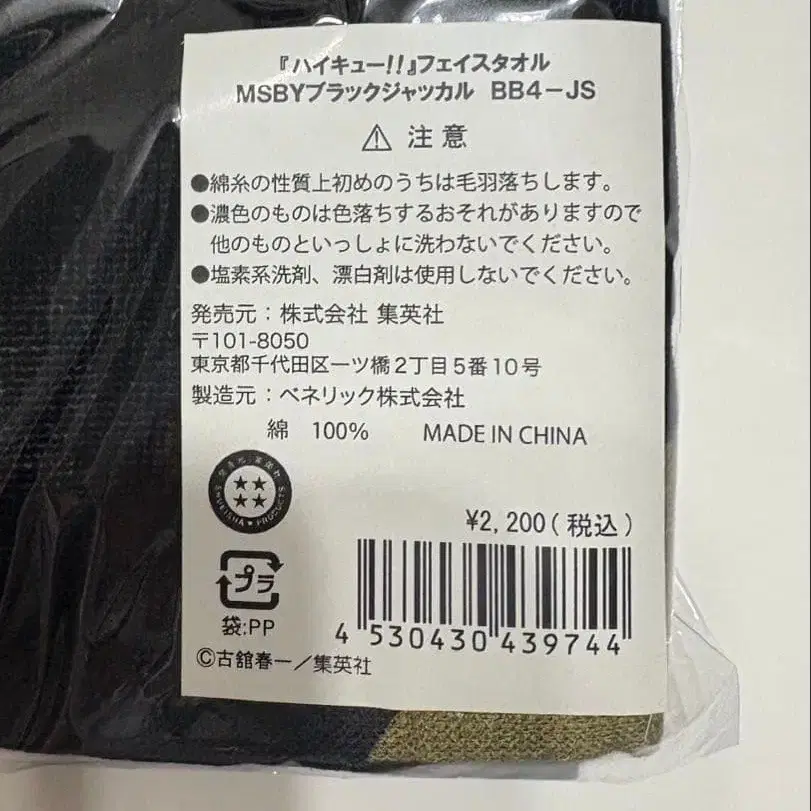 『ハイキュー!!』フェイスタオル
MSBYブラックジャッカル BB4-JS
注意
●綿糸の性質上初めのうちは毛羽落ちします。
●濃色のものは色落ちするおそれがありますので
他のものといっしょに洗わないでください。
●塩素系洗剤、漂白剤は使用しないでください。
発売元:株式会社 集英社
〒101-8050
東京都千代田区一ツ橋2丁目5番10号
製造元:ベネリック株式会社
綿 100% MADE IN CHINA
SHUEISHA ★ PRODUCTS
¥2,200(税込)
プラ
袋:PP
4 530430 439744
©古舘春一/集英社